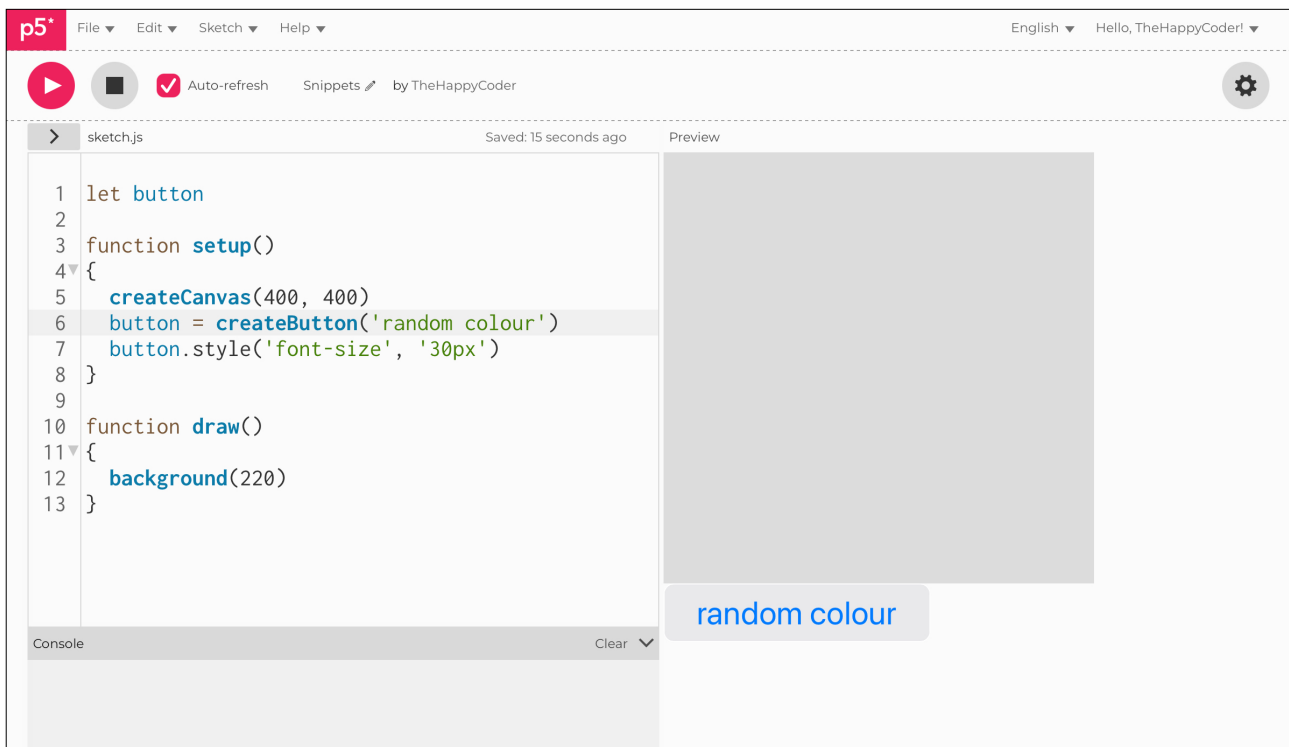 p5* File Edit Sketch Help English Hello, TheHappyCoder!
Auto-refresh Snippets by TheHappyCoder
sketch.js Saved: 15 seconds ago Preview
1 let button
2
3 function setup()
4 {
5 createCanvas(400, 400)
6 button = createButton('random colour')
7 button.style('font-size', '30px')
8 }
9
10 function draw()
11 {
12 background(220)
13 }
random colour
Console Clear